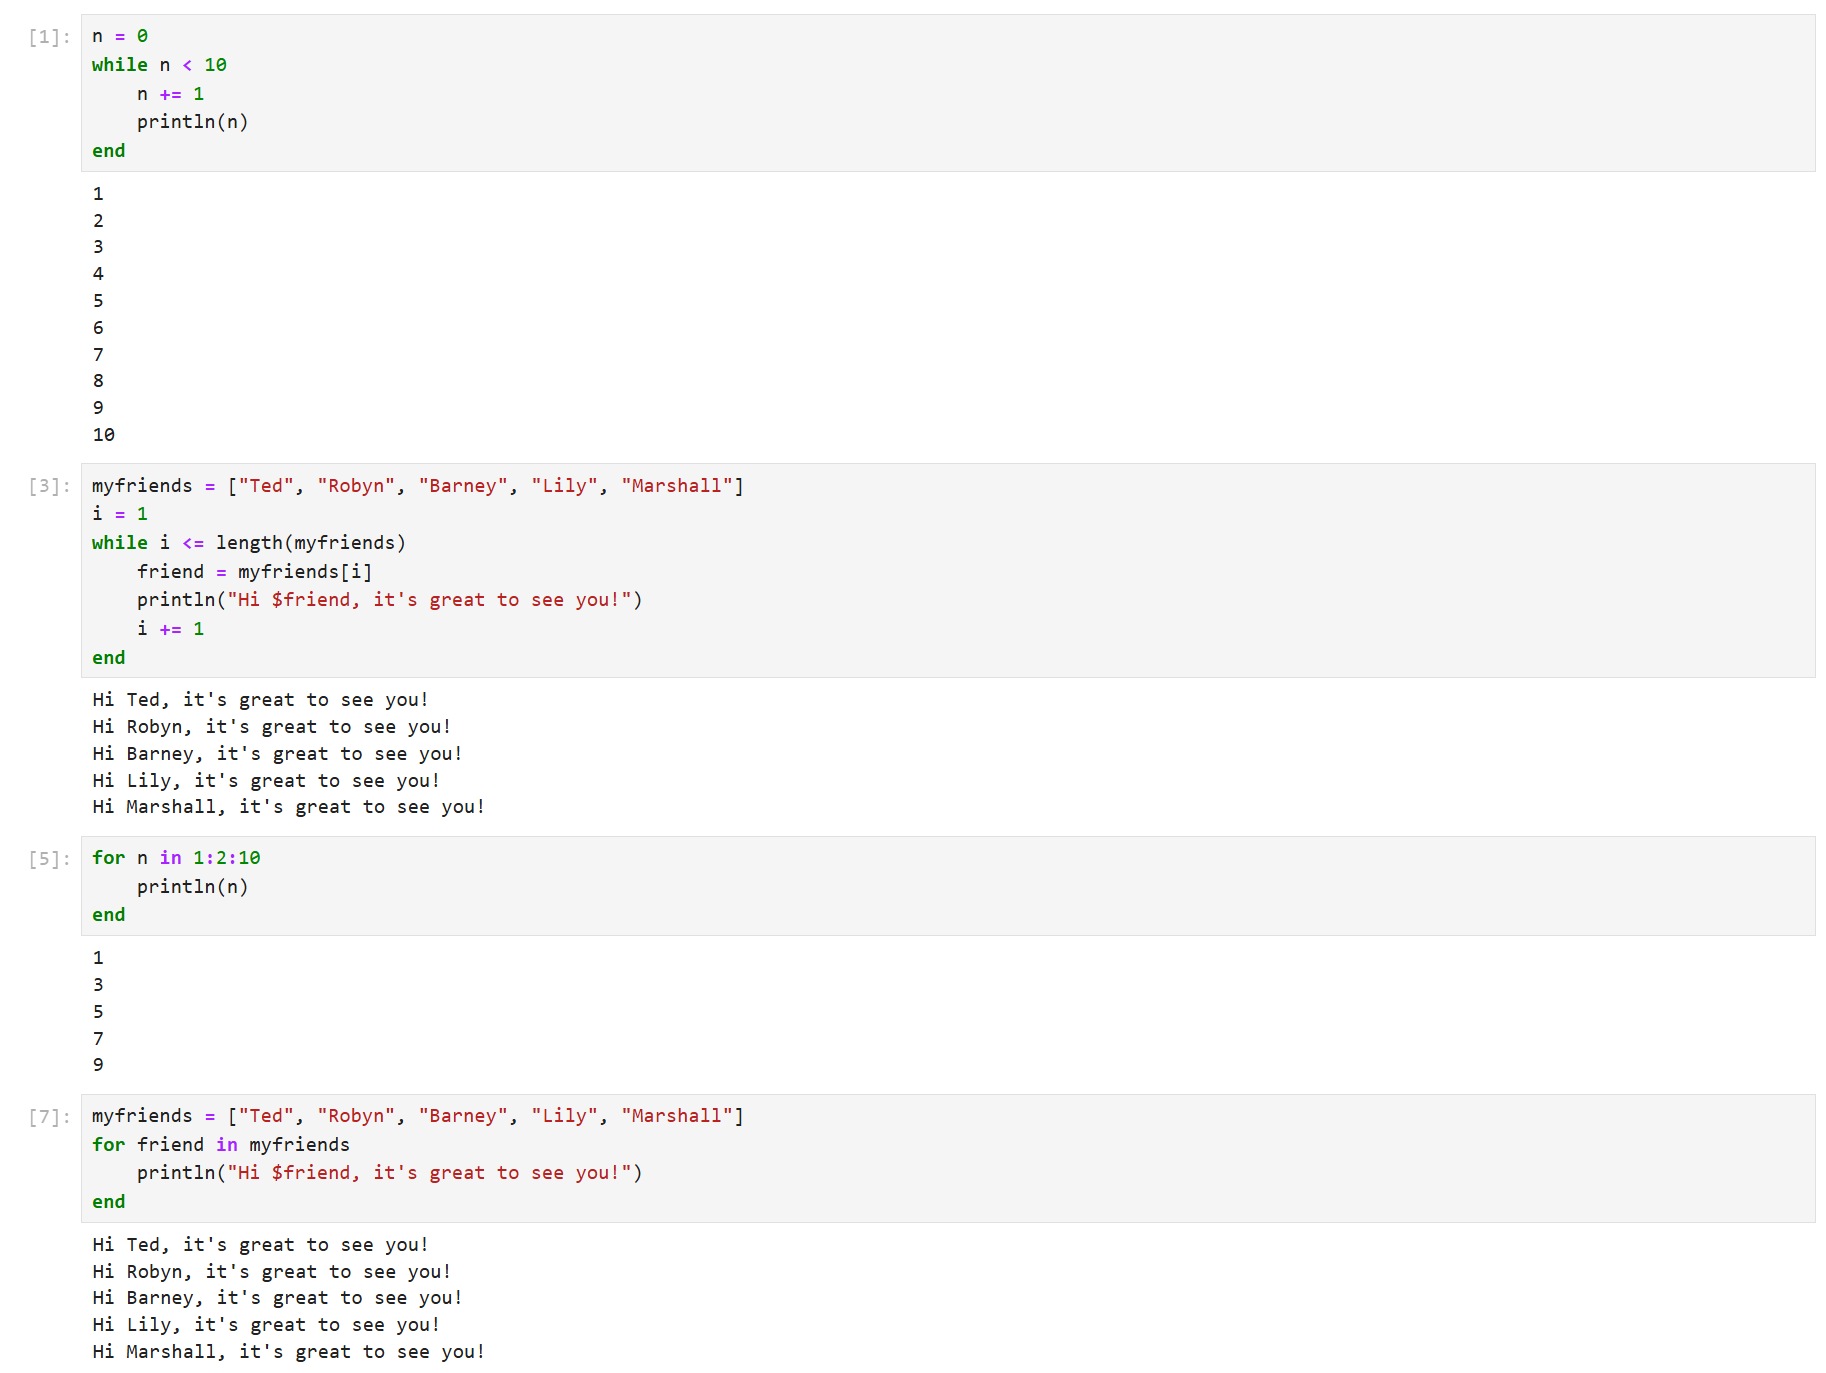 [1]: n = 0
while n < 10
    n += 1
    println(n)
end
1
2
3
4
5
6
7
8
9
10
[3]: myfriends = ["Ted", "Robyn", "Barney", "Lily", "Marshall"]
i = 1
while i <= length(myfriends)
    friend = myfriends[i]
    println("Hi $friend, it's great to see you!")
    i += 1
end
Hi Ted, it's great to see you!
Hi Robyn, it's great to see you!
Hi Barney, it's great to see you!
Hi Lily, it's great to see you!
Hi Marshall, it's great to see you!
[5]: for n in 1:2:10
    println(n)
end
1
3
5
7
9
[7]: myfriends = ["Ted", "Robyn", "Barney", "Lily", "Marshall"]
for friend in myfriends
    println("Hi $friend, it's great to see you!")
end
Hi Ted, it's great to see you!
Hi Robyn, it's great to see you!
Hi Barney, it's great to see you!
Hi Lily, it's great to see you!
Hi Marshall, it's great to see you!